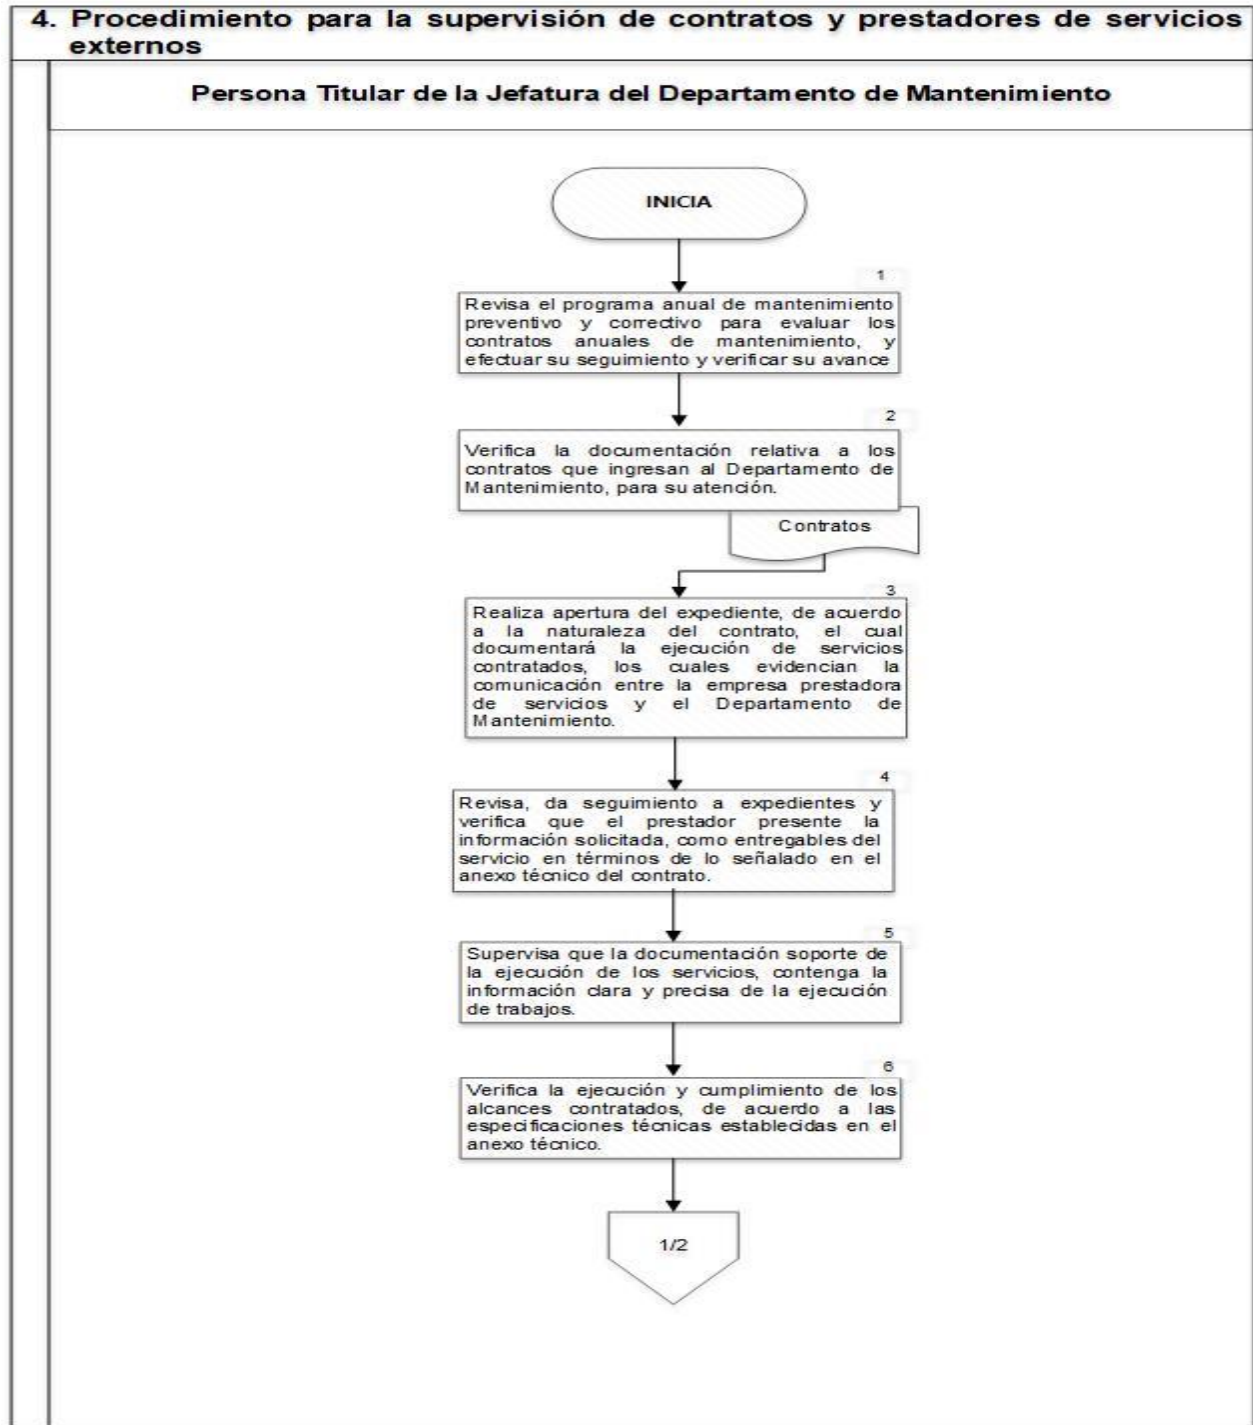 4. Procedimiento para la supervisión de contratos y prestadores de servicios
externos
Persona Titular de la Jefatura del Departamento de Mantenimiento
INICIA
1
Revisa el programa anual de mantenimiento
preventivo y correctivo para evaluar los
contratos anuales de mantenimiento, y
efectuar su seguimiento y verificar su avance
2
Verifica la documentación relativa a los
contratos que ingresan al Departamento de
Mantenimiento, para su atención.
Contratos
3
Realiza apertura del expediente, de acuerdo
a la naturaleza del contrato, el cual
documentará la ejecución de servicios
contratados, los cuales evidencian la
comunicación entre la empresa prestadora
de servicios y el Departamento de
Mantenimiento.
4
Revisa, da seguimiento a expedientes y
verifica que el prestador presente la
información solicitada, como entregables del
servicio en términos de lo señalado en el
anexo técnico del contrato.
5
Supervisa que la documentación soporte de
la ejecución de los servicios, contenga la
información clara y precisa de la ejecución
de trabajos.
6
Verifica la ejecución y cumplimiento de los
alcances contratados, de acuerdo a las
especificaciones técnicas establecidas en el
anexo técnico.
1/2